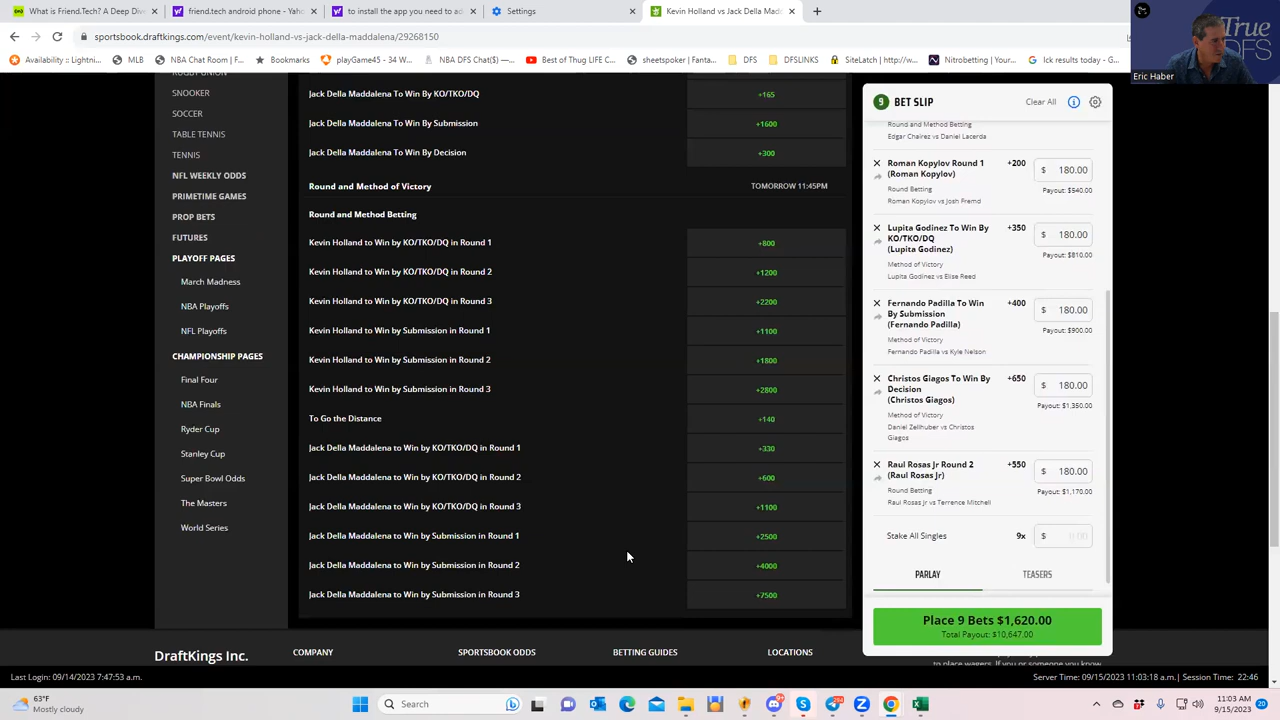 What is Friend.Tech? A Deep Dive
friend.tech android phone - Yaho
to install the app you need to ad
Settings
Kevin Holland vs Jack Della Mad
sportsbook.draftkings.com/event/kevin-holland-vs-jack-della-maddalena/29268150
Availability :: Lightni...
MLB
NBA Chat Room | F...
Bookmarks
playGame45 - 34 W...
NBA DFS Chat($) —...
Best of Thug LIFE C...
sheetspoker | Fanta...
DFS
DFSLINKS
SiteLatch | http://w...
Nitrobetting | Your...
lck results today - G...
True
DFS
Eric Haber
RUGBY UNION
SNOOKER
SOCCER
TABLE TENNIS
TENNIS
NFL WEEKLY ODDS
PRIMETIME GAMES
PROP BETS
FUTURES
PLAYOFFS
March Madness
NBA Playoffs
NFL Playoffs
CHAMPIONSHIP PAGES
Final Four
NBA Finals
Ryder Cup
Stanley Cup
Super Bowl Odds
The Masters
World Series
Jack Della Maddalena To Win By KO/TKO/DQ +165
Jack Della Maddalena To Win By Submission +1600
Jack Della Maddalena To Win By Decision +300
Round and Method of Victory TOMORROW 11:45PM
Round and Method Betting
Kevin Holland to Win by KO/TKO/DQ in Round 1 +800
Kevin Holland to Win by KO/TKO/DQ in Round 2 +1200
Kevin Holland to Win by KO/TKO/DQ in Round 3 +2200
Kevin Holland to Win by Submission in Round 1 +1100
Kevin Holland to Win by Submission in Round 2 +1800
Kevin Holland to Win by Submission in Round 3 +2800
To Go the Distance +140
Jack Della Maddalena to Win by KO/TKO/DQ in Round 1 +330
Jack Della Maddalena to Win by KO/TKO/DQ in Round 2 +600
Jack Della Maddalena to Win by KO/TKO/DQ in Round 3 +1100
Jack Della Maddalena to Win by Submission in Round 1 +2500
Jack Della Maddalena to Win by Submission in Round 2 +4000
Jack Della Maddalena to Win by Submission in Round 3 +7500
9 BET SLIP Clear All
Round and Method Betting
Edgar Chairez vs Daniel Lacerda
Roman Kopylov Round 1 +200 $ 180.00
(Roman Kopylov)
Payout: $540.00
Round Betting
Roman Kopylov vs Josh Fremd
Lupita Godinez To Win By +350 $ 180.00
KO/TKO/DQ
(Lupita Godinez)
Payout: $810.00
Method of Victory
Lupita Godinez vs Elise Reed
Fernando Padilla To Win +400 $ 180.00
By Submission
(Fernando Padilla)
Payout: $900.00
Method of Victory
Fernando Padilla vs Kyle Nelson
Christos Giagos To Win By +650 $ 180.00
Decision
(Christos Giagos)
Payout: $1,350.00
Method of Victory
Daniel Zellhuber vs Christos
Giagos
Raul Rosas Jr Round 2 +550 $ 180.00
(Raul Rosas Jr)
Payout: $1,170.00
Round Betting
Raul Rosas Jr vs Terrence Mitchell
Stake All Singles 9x $ 0.00
PARLAY TEASERS
Place 9 Bets $1,620.00
Total Payout: $10,647.00
DraftKings Inc.
COMPANY
SPORTSBOOK ODDS
BETTING GUIDES
LOCATIONS
to place wagers. If you or someone you know
Last Login: 09/14/2023 7:47:53 a.m.
Server Time: 09/15/2023 11:03:18 a.m.| Session Time: 22:46
63°F
Mostly cloudy
Search
11:03 AM
9/15/2023
20